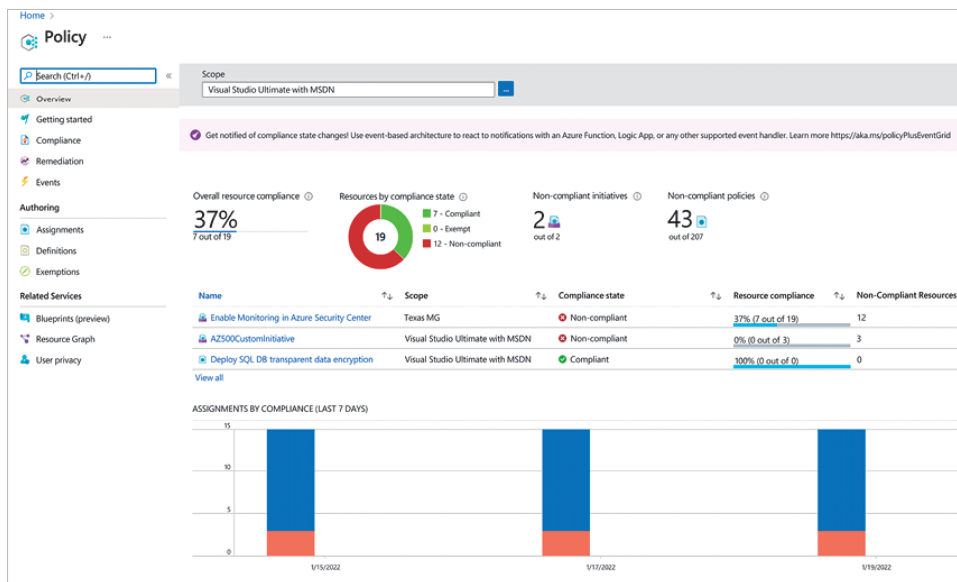 Home >
Policy ...
Search (Ctrl+/)
«
Overview
Getting started
Compliance
Remediation
Events
Authoring
Assignments
Definitions
Exemptions
Related Services
Blueprints (preview)
Resource Graph
User privacy
Scope
Visual Studio Ultimate with MSDN
...
Get notified of compliance state changes! Use event-based architecture to react to notifications with an Azure Function, Logic App, or any other supported event handler. Learn more https://aka.ms/policyPlusEventGrid
Overall resource compliance
37%
7 out of 19
Resources by compliance state
19
7 - Compliant
0 - Exempt
12 - Non-compliant
Non-compliant initiatives
2
out of 2
Non-compliant policies
43
out of 207
Name Scope Compliance state Resource compliance Non-Compliant Resources
Enable Monitoring in Azure Security Center Texas MG Non-compliant 37% (7 out of 19) 12
AZ500CustomInitiative Visual Studio Ultimate with MSDN Non-compliant 0% (0 out of 3) 3
Deploy SQL DB transparent data encryption Visual Studio Ultimate with MSDN Compliant 100% (0 out of 0) 0
View all
ASSIGNMENTS BY COMPLIANCE (LAST 7 DAYS)
15
10
5
0
1/15/2022 1/17/2022 1/19/2022